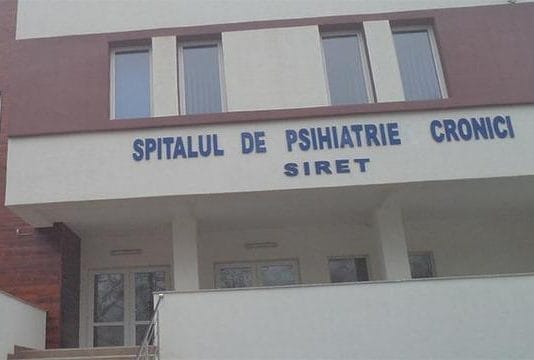 SPITALUL DE PSIHIATRIE CRONICI
SIRET